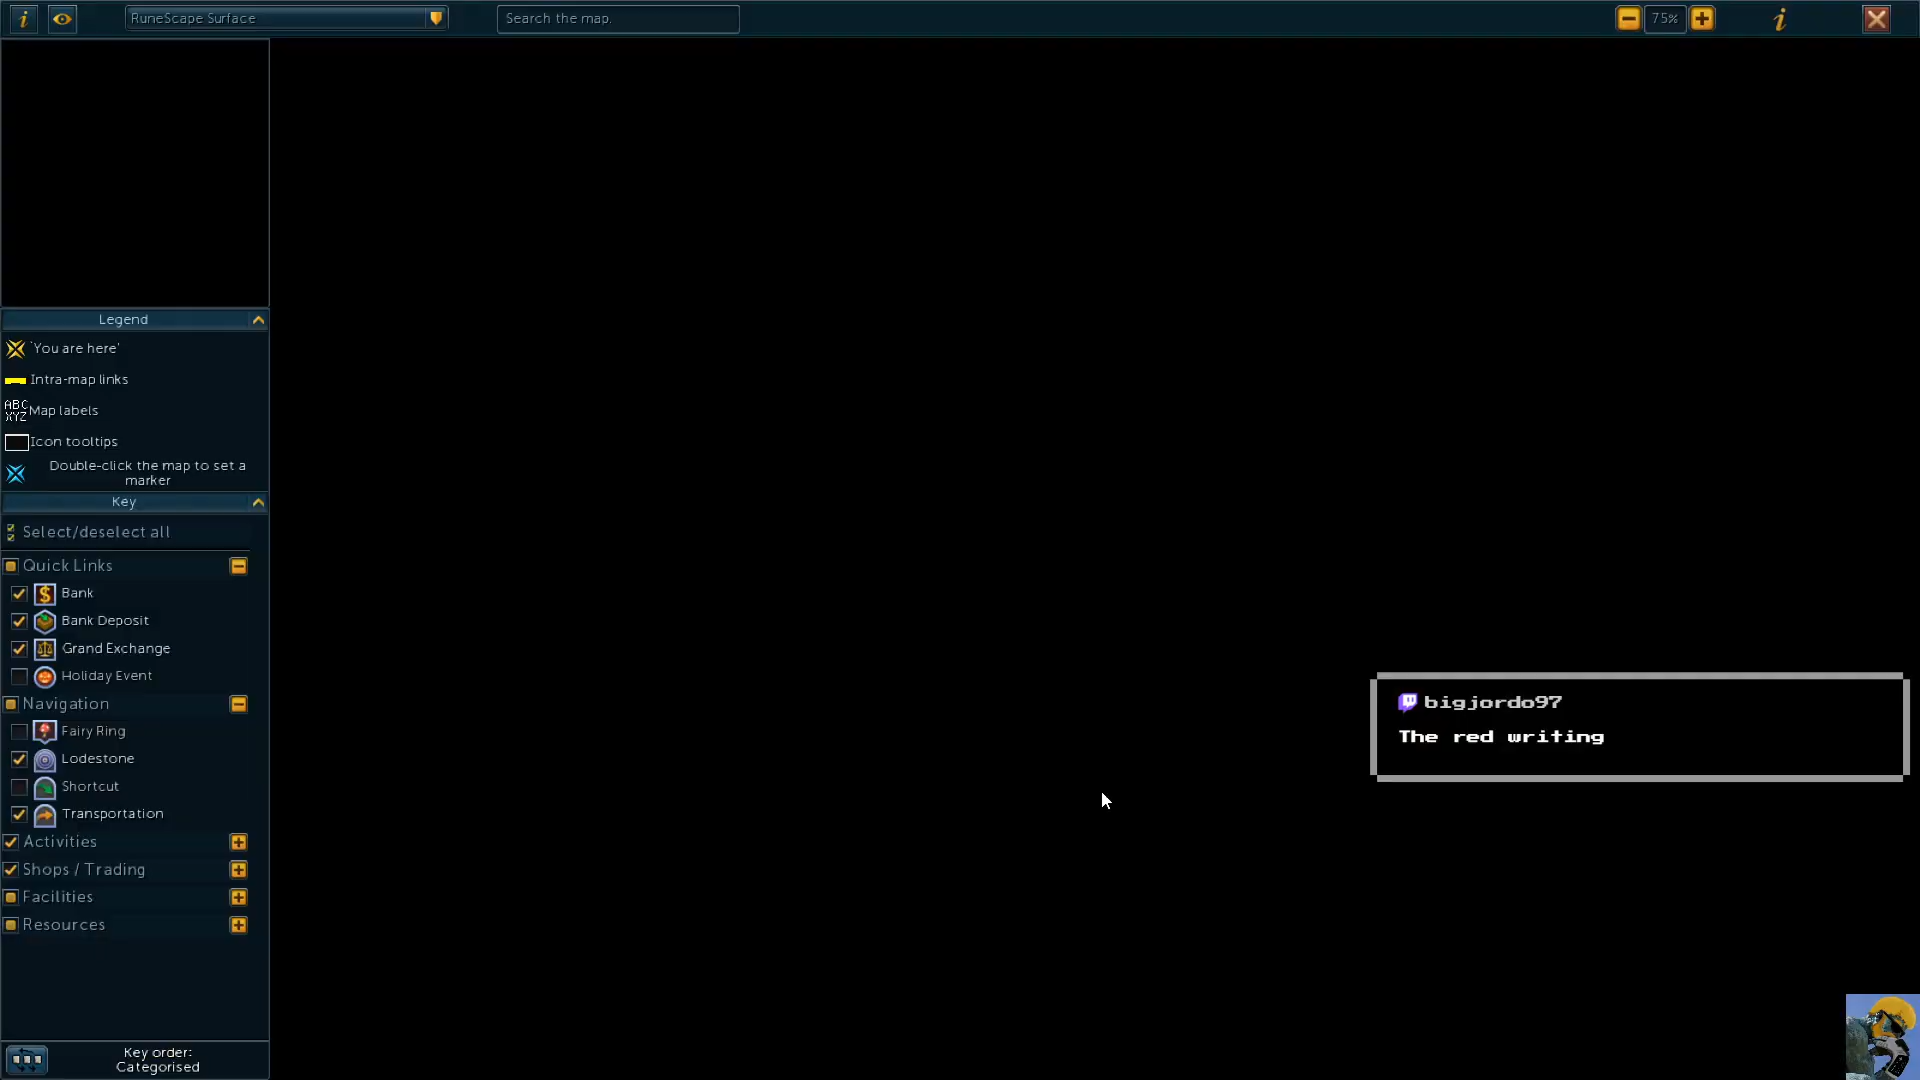 RuneScape Surface
Search the map.
75%
Legend
'You are here'
Intra-map links
ABC
XYZ
Map labels
Icon tooltips
Double-click the map to set a
marker
Key
Select/deselect all
Quick Links
Bank
Bank Deposit
Grand Exchange
Holiday Event
Navigation
Fairy Ring
Lodestone
Shortcut
Transportation
Activities
Shops / Trading
Facilities
Resources
Key order:
Categorised
bigjordo97
The red writing